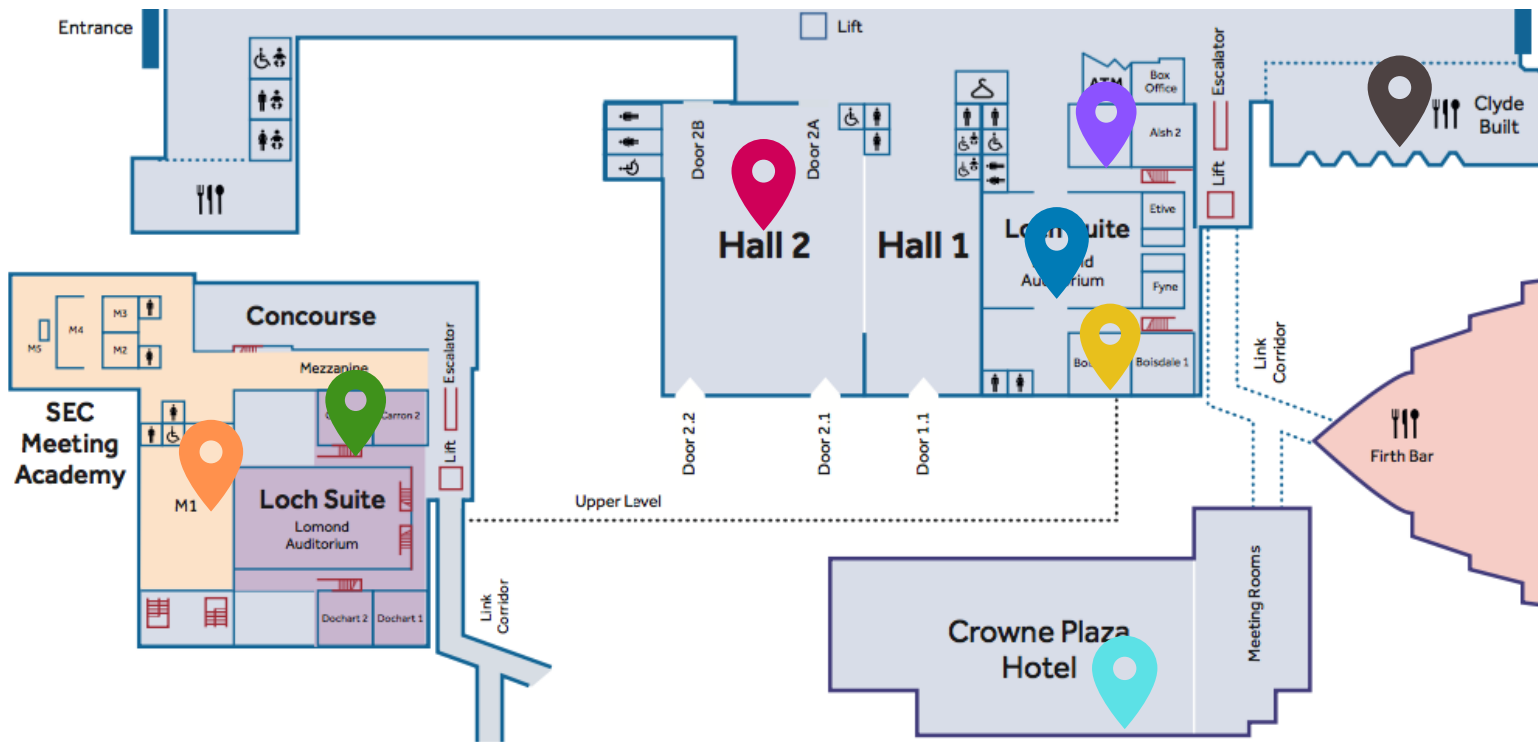 Entrance
Lift
Escalator
Lift
ATM
Box
Office
Alsh 2
Clyde
Built
Door 2B
Door 2A
Hall 2
Hall 1
Etive
Fyne
Boisdale 1
Link
Corridor
Firth Bar
Door 2.2
Door 2.1
Door 1.1
Concourse
Mezzanine
M5
M4
M3
M2
Escalator
Lift
SEC
Meeting
Academy
M1
Carron 2
Loch Suite
Lomond
Auditorium
Dochart 2
Dochart 1
Link
Corridor
Upper Level
Crowne Plaza
Hotel
Meeting Rooms